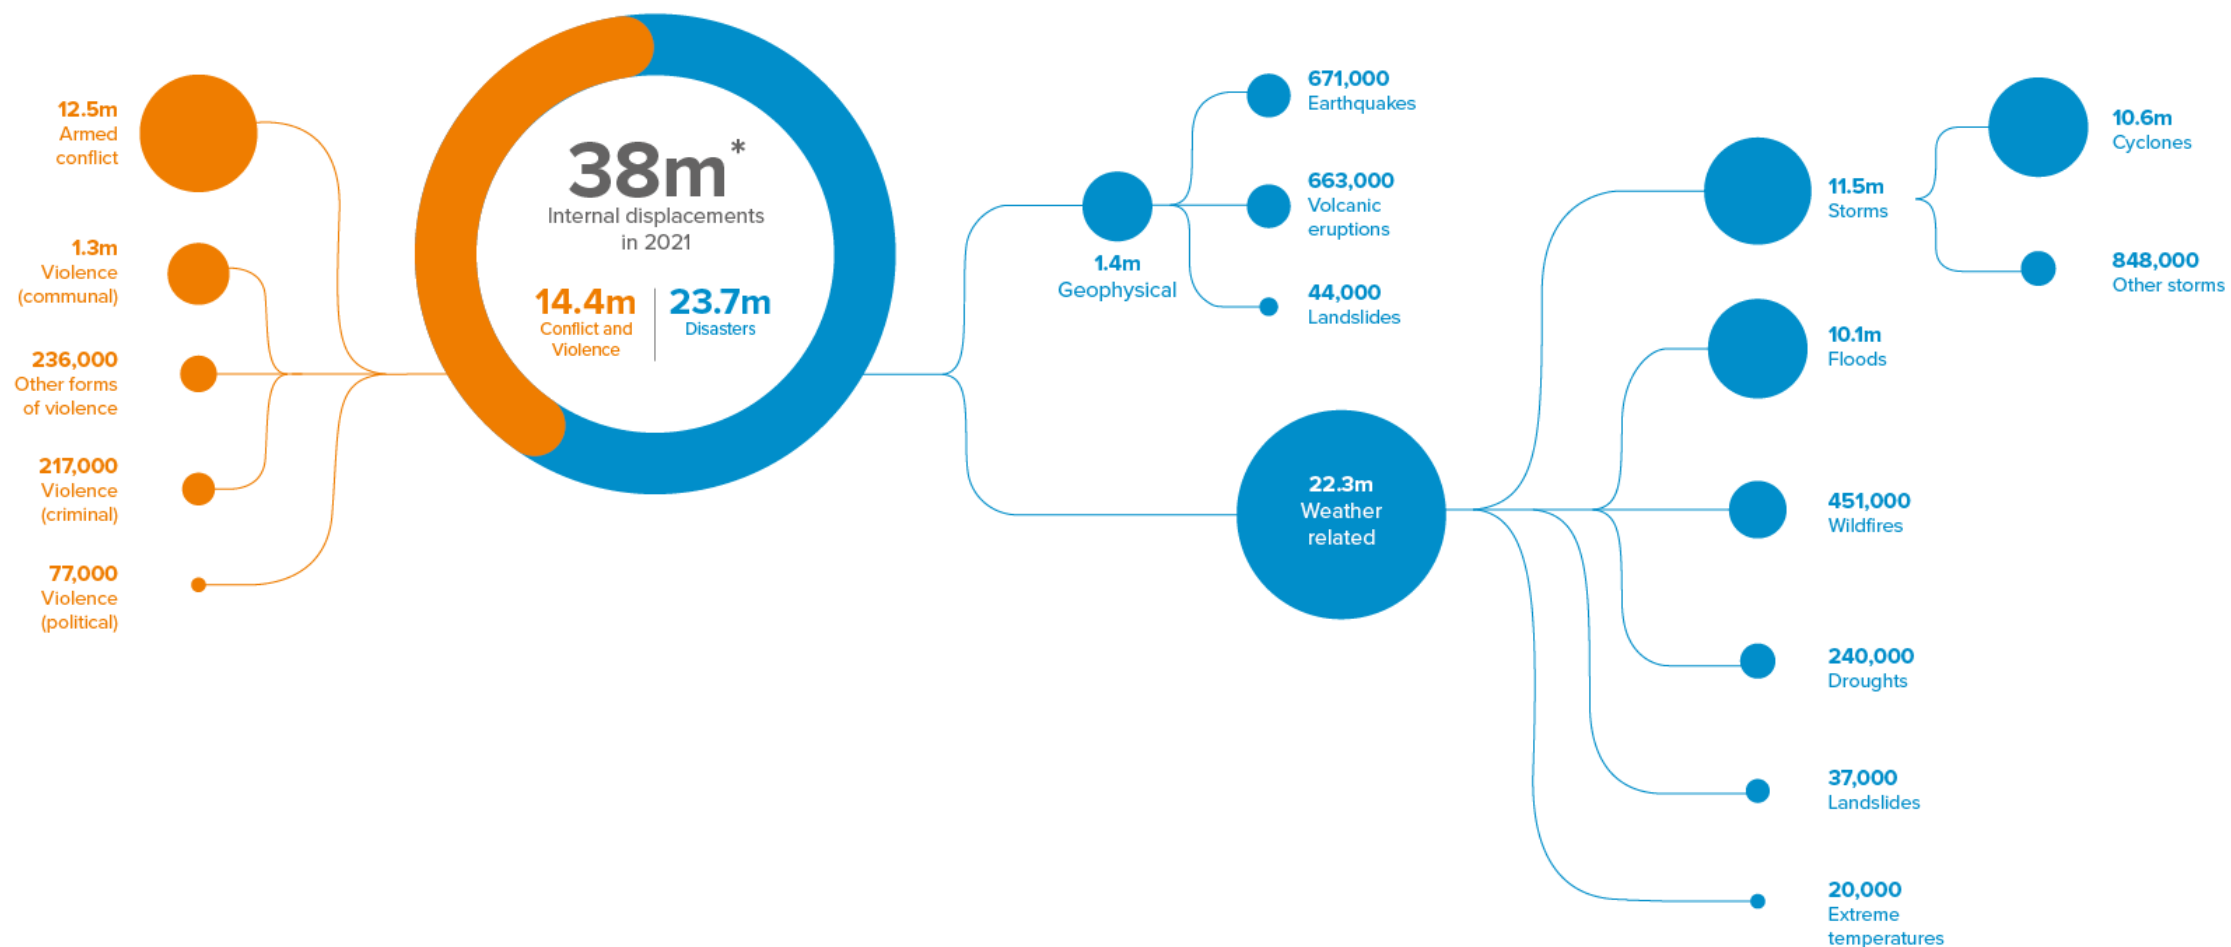 12.5m
Armed
conflict
1.3m
Violence
(communal)
236,000
Other forms
of violence
217,000
Violence
(criminal)
77,000
Violence
(political)
38m*
Internal displacements
in 2021
14.4m
Conflict and
Violence
23.7m
Disasters
1.4m
Geophysical
671,000
Earthquakes
663,000
Volcanic
eruptions
44,000
Landslides
22.3m
Weather
related
11.5m
Storms
10.6m
Cyclones
848,000
Other storms
10.1m
Floods
451,000
Wildfires
240,000
Droughts
37,000
Landslides
20,000
Extreme
temperatures